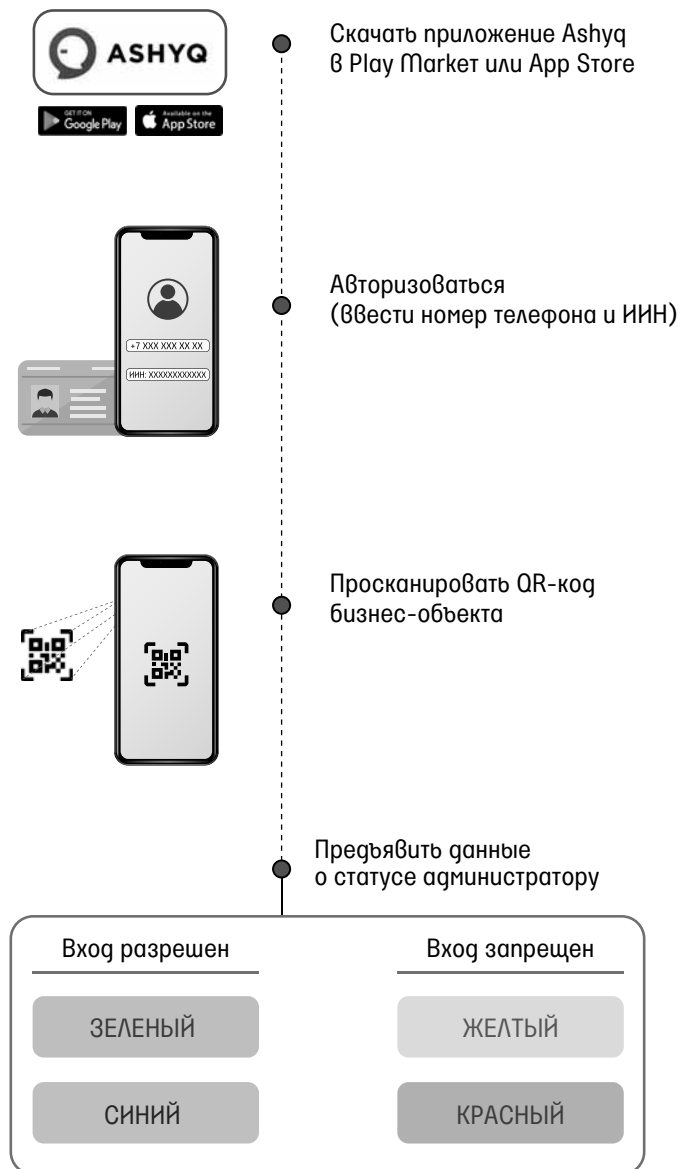 ASHYQ
GET IT ON
Google Play
Available on the
App Store
Скачать приложение Ashyq
в Play Market или App Store
Авторизоваться
(ввести номер телефона и ИИН)
+7 XXX XXX XX XX
ИИН: XXXXXXXXXXXX
Просканировать QR-код
бизнес-объекта
Предъявить данные
о статусе администратору
Вход разрешен
ЗЕЛЕНЫЙ
СИНИЙ
Вход запрещен
ЖЕЛТЫЙ
КРАСНЫЙ